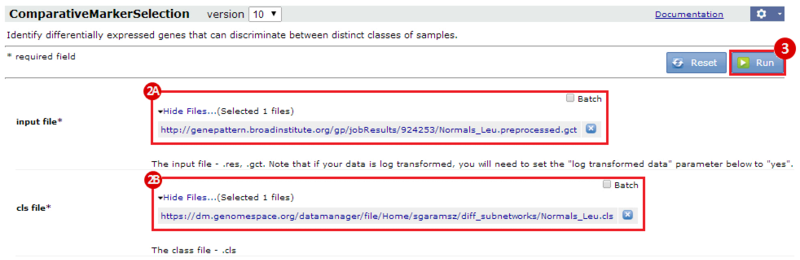 ComparativeMarkerSelection version 10 Documentation
Identify differentially expressed genes that can discriminate between distinct classes of samples.
* required field
Reset Run 3
2A
Batch
Hide Files...(Selected 1 files)
input file*
http://genepattern.broadinstitute.org/gp/jobResults/924253/Normals_Leu.preprocessed.gct
The input file - .res, .gct. Note that if your data is log transformed, you will need to set the "log transformed data" parameter below to "yes".
2B
Batch
Hide Files...(Selected 1 files)
cls file*
https://dm.genomespace.org/datamanager/file/Home/sgaramsz/diff_subnetworks/Normals_Leu.cls
The class file - .cls